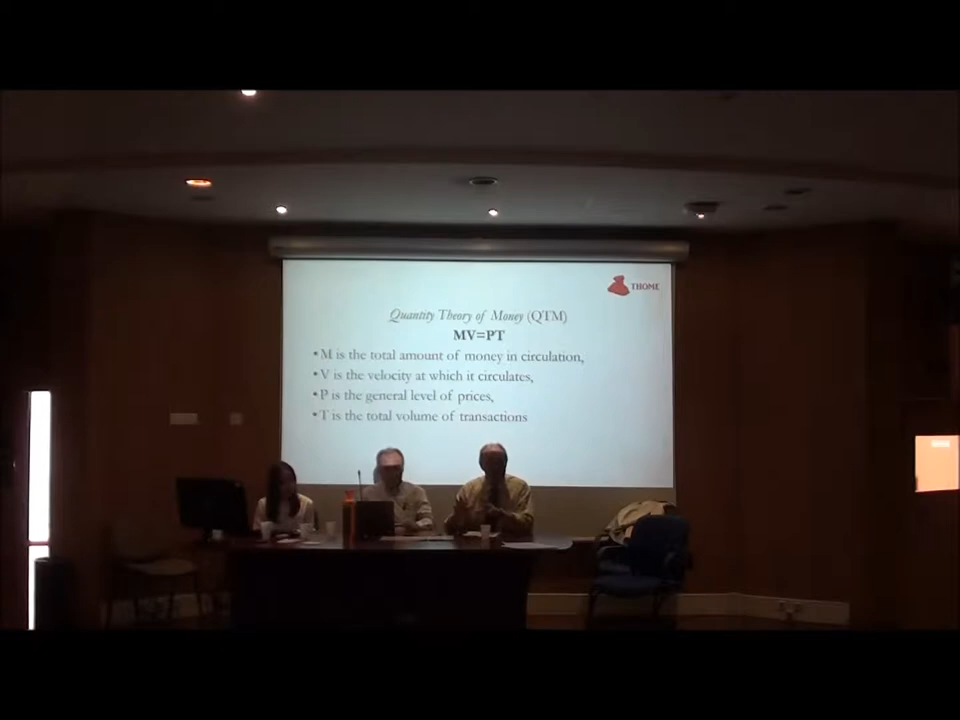 THOME
Quantity Theory of Money (QTM)
MV=PT
•M is the total amount of money in circulation,
•V is the velocity at which it circulates,
•P is the general level of prices,
•T is the total volume of transactions